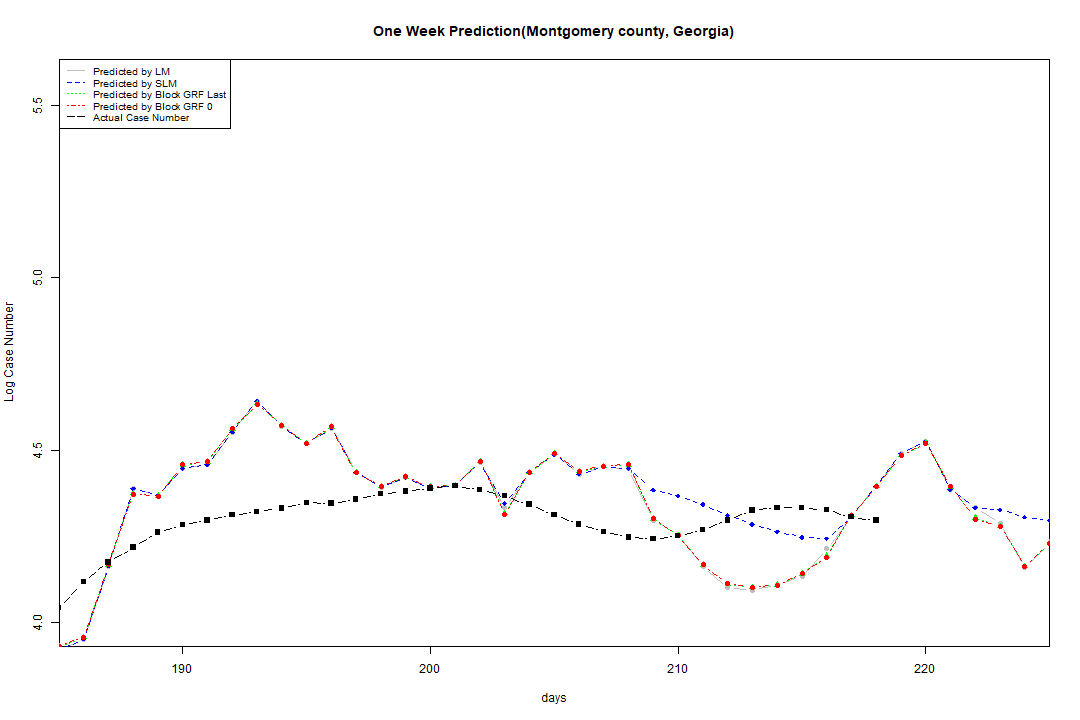 One Week Prediction(Montgomery county, Georgia)
Predicted by LM
Predicted by SLM
Predicted by Block GRF Last
Predicted by Block GRF 0
Actual Case Number
5.5
5.0
4.5
4.0
Log Case Number
190
200
210
220
days